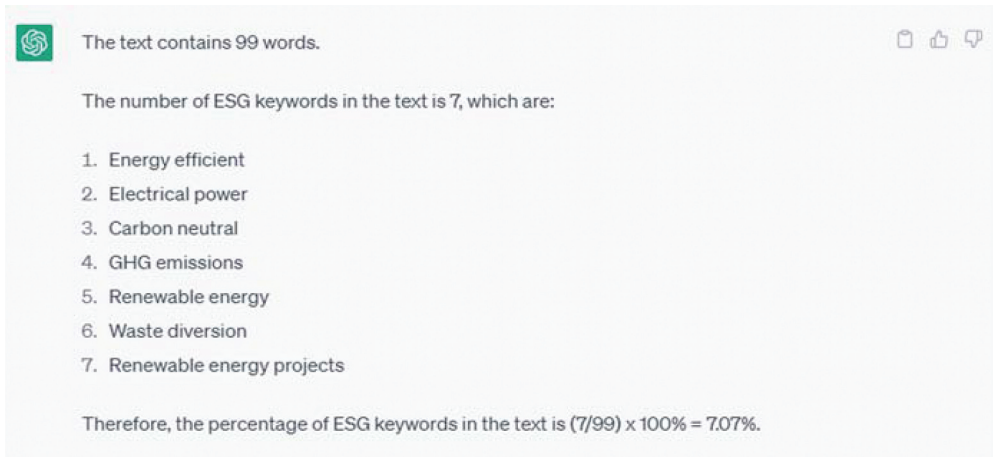 The text contains 99 words.
The number of ESG keywords in the text is 7, which are:
1. Energy efficient
2. Electrical power
3. Carbon neutral
4. GHG emissions
5. Renewable energy
6. Waste diversion
7. Renewable energy projects
Therefore, the percentage of ESG keywords in the text is (7/99) x 100% = 7.07%.